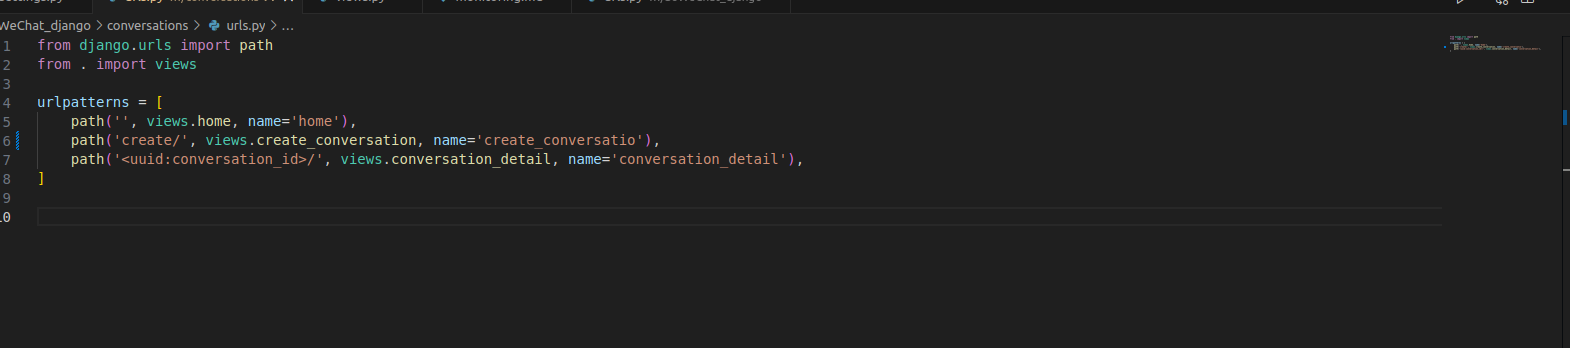 WeChat_django > conversations > urls.py > ...
1 from django.urls import path
2 from . import views
3
4 urlpatterns = [
5 path('', views.home, name='home'),
6 path('create/', views.create_conversation, name='create_conversatio'),
7 path('<uuid:conversation_id>/', views.conversation_detail, name='conversation_detail'),
8 ]
9
10